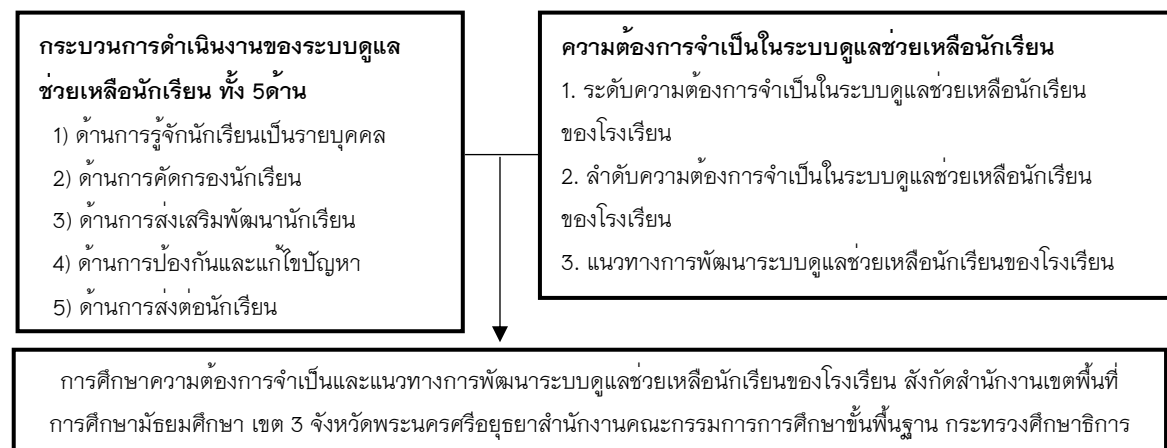 กระบวนการดำเนินงานของระบบดูแล
ช่วยเหลือนักเรียน ทั้ง 5ด้าน
1) ด้านการรู้จักนักเรียนเป็นรายบุคคล
2) ด้านการคัดกรองนักเรียน
3) ด้านการส่งเสริมพัฒนานักเรียน
4) ด้านการป้องกันและแก้ไขปัญหา
5) ด้านการส่งต่อนักเรียน
ความต้องการจำเป็นในระบบดูแลช่วยเหลือนักเรียน
1. ระดับความต้องการจำเป็นในระบบดูแลช่วยเหลือนักเรียน
ของโรงเรียน
2. ลำดับความต้องการจำเป็นในระบบดูแลช่วยเหลือนักเรียน
ของโรงเรียน
3. แนวทางการพัฒนาระบบดูแลช่วยเหลือนักเรียนของโรงเรียน
การศึกษาความต้องการจำเป็นและแนวทางการพัฒนาระบบดูแลช่วยเหลือนักเรียนของโรงเรียน สังกัดสำนักงานเขตพื้นที่
การศึกษามัธยมศึกษา เขต 3 จังหวัดพระนครศรีอยุธยาสำนักงานคณะกรรมการการศึกษาขั้นพื้นฐาน กระทรวงศึกษาธิการ